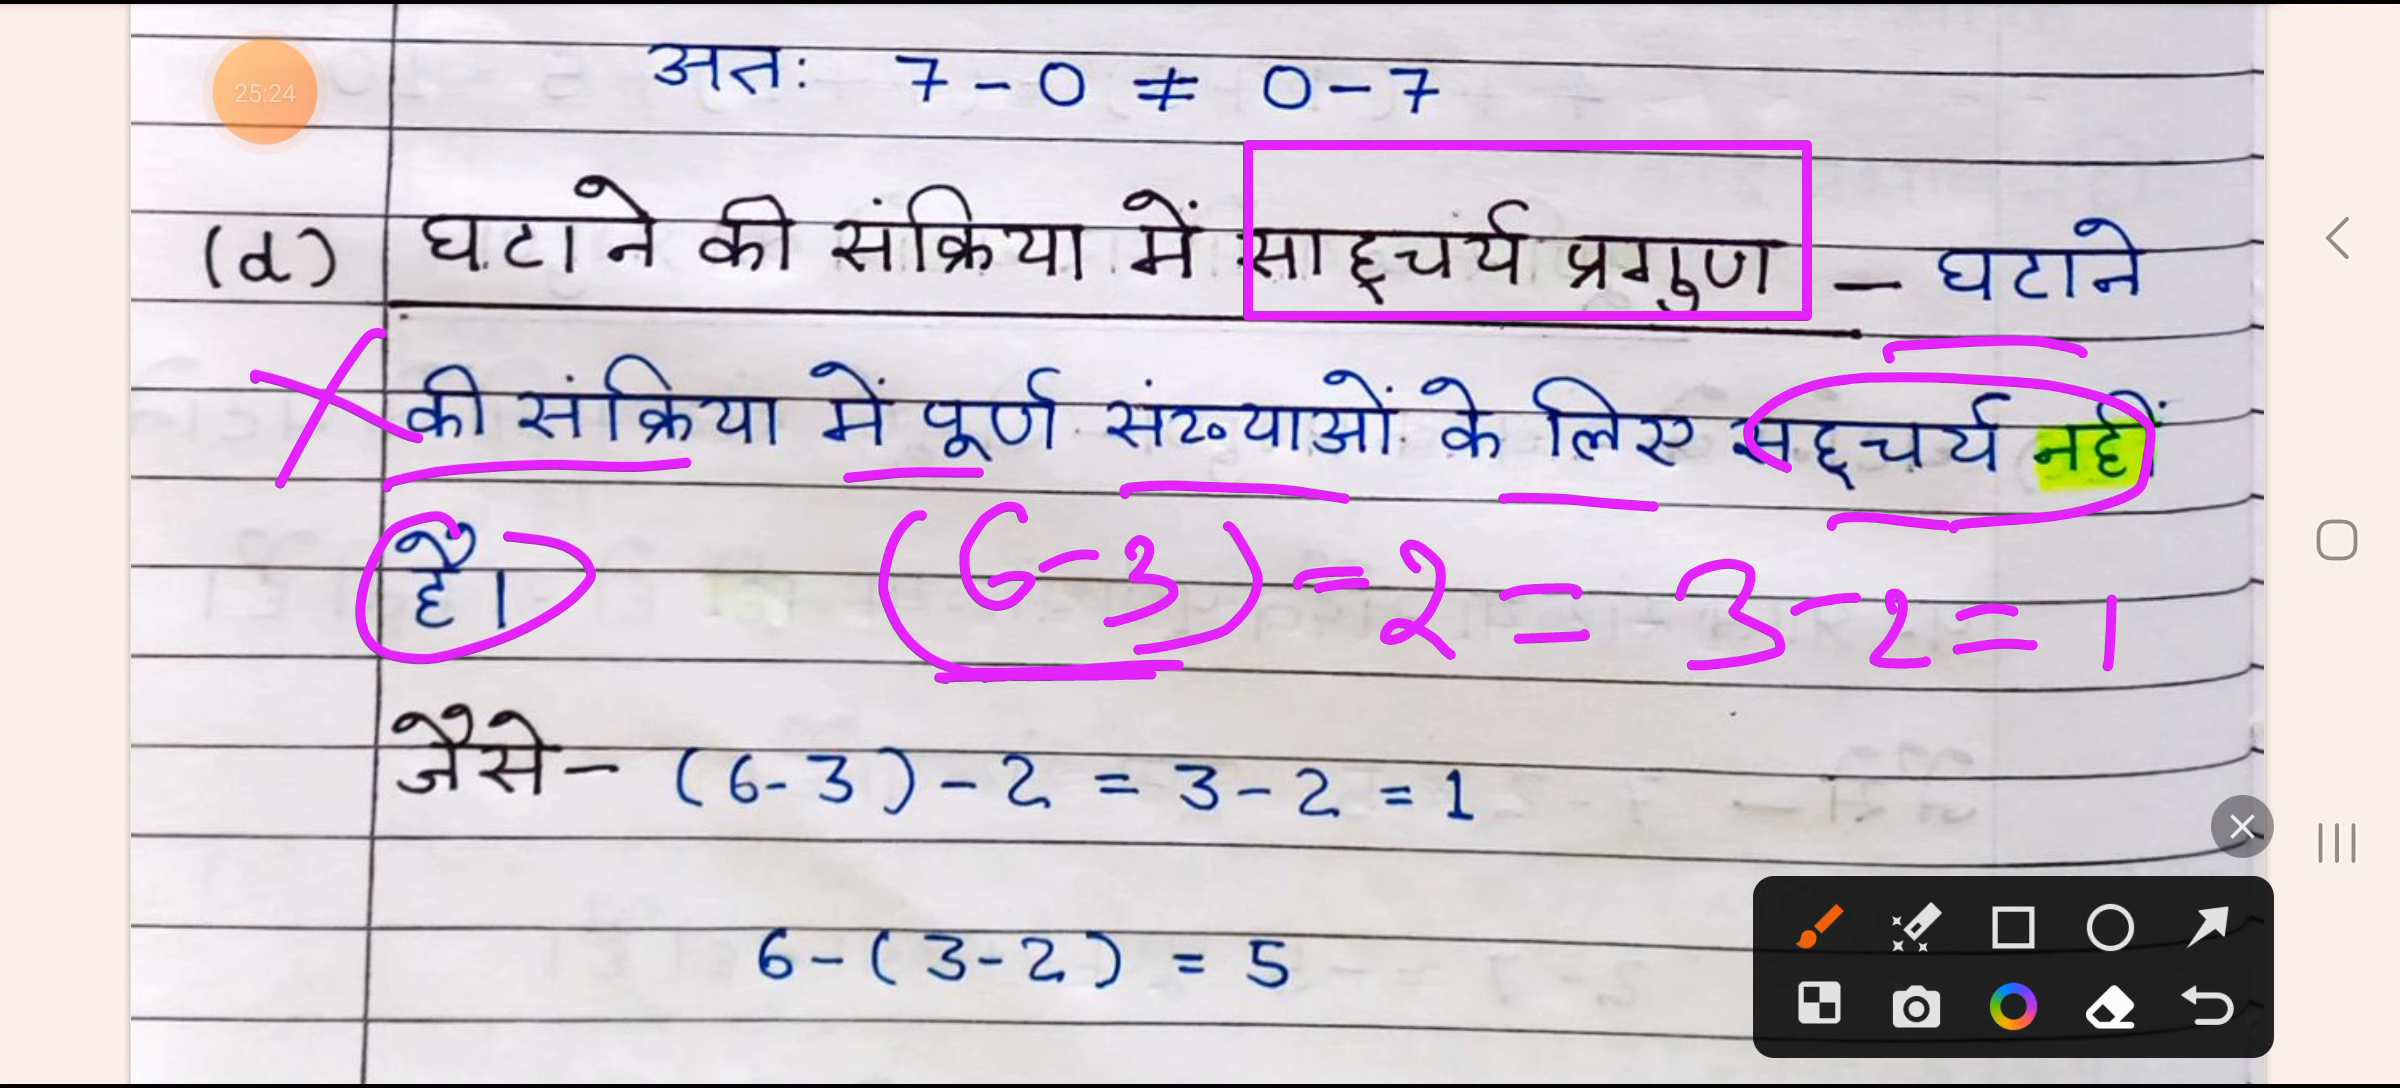 25:24
अतः 7 - 0 ≠ 0 - 7
(d) घटाने की संक्रिया में साहचर्य प्रगुण — घटाने
की संक्रिया में पूर्ण संख्याओं के लिए सहचर्य नहीं
है।
(6-3) = 2 = 3-2 = 1
जैसे- (6-3) - 2 = 3 - 2 = 1
6 - (3-2) = 5